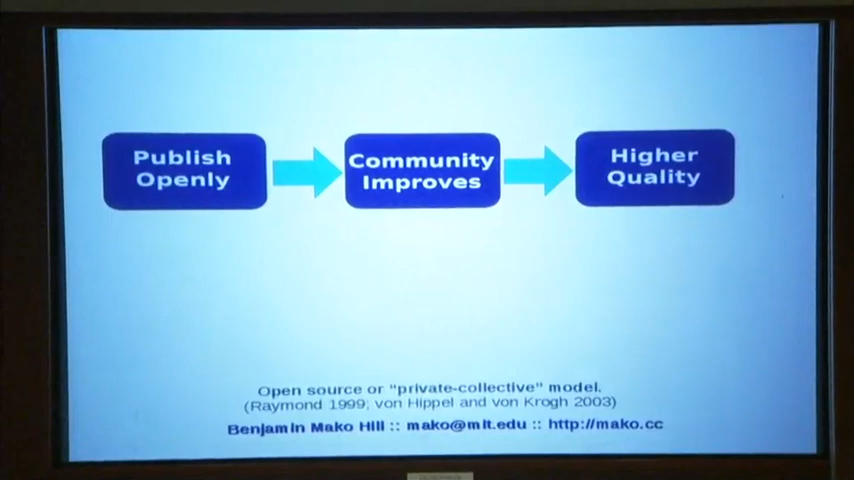 Publish
Openly
Community
Improves
Higher
Quality
Open source or "private-collective" model.
(Raymond 1999; von Hippel and von Krogh 2003)
Benjamin Mako Hill :: mako@mit.edu :: http://mako.cc